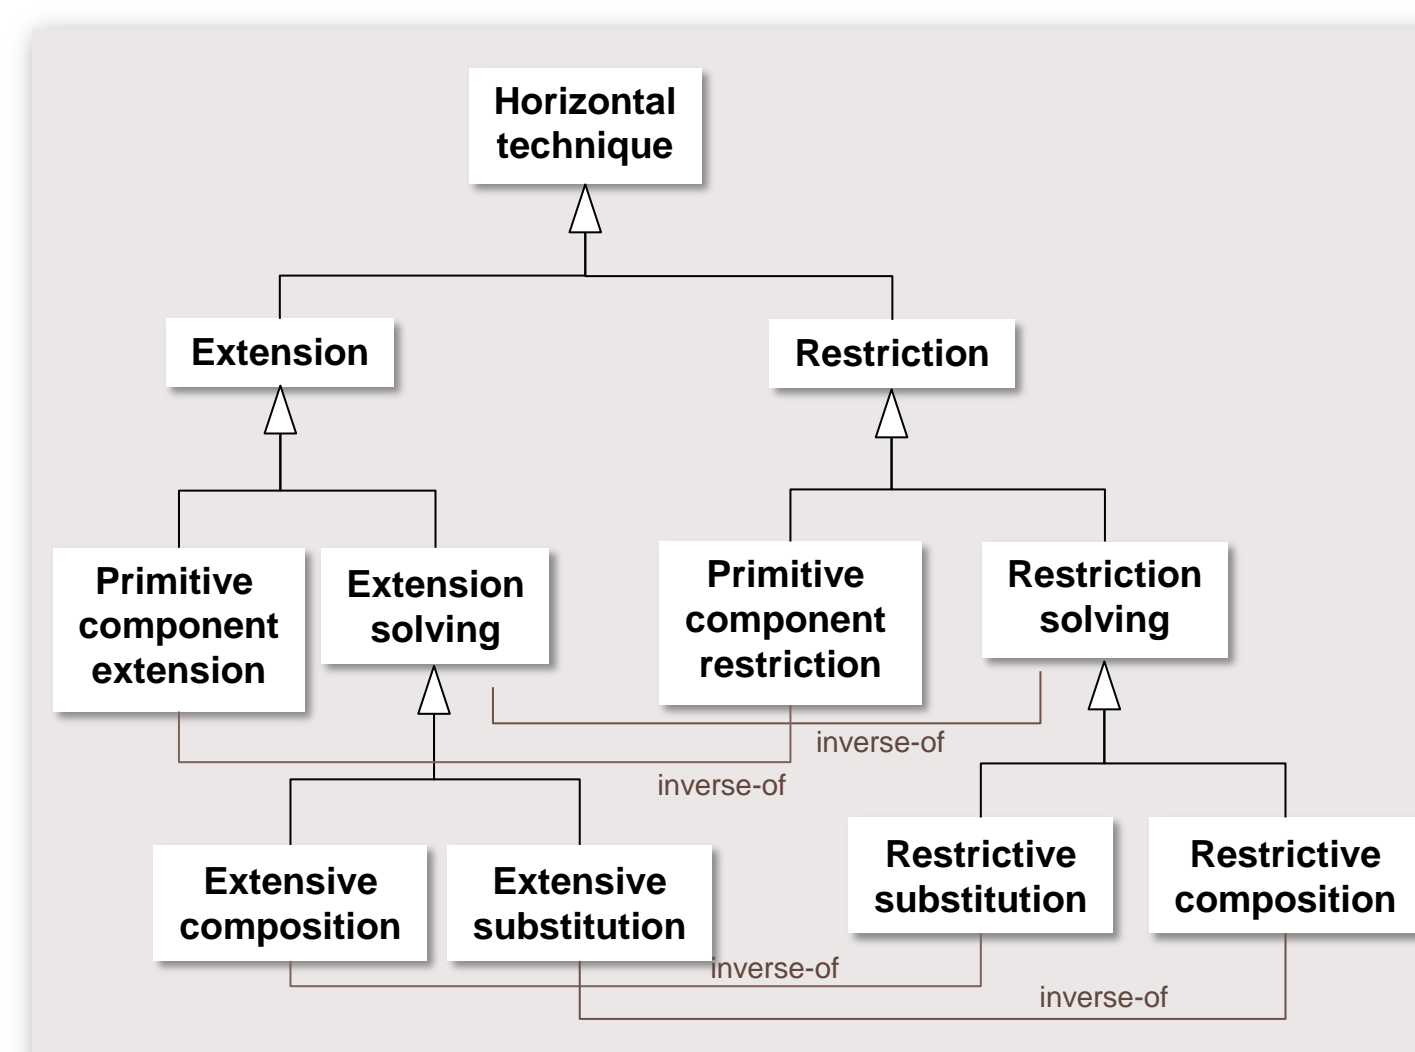 Horizontal
technique
Extension
Restriction
Primitive
component
extension
Extension
solving
Primitive
component
restriction
Restriction
solving
inverse-of
inverse-of
Extensive
composition
Extensive
substitution
Restrictive
substitution
Restrictive
composition
inverse-of
inverse-of